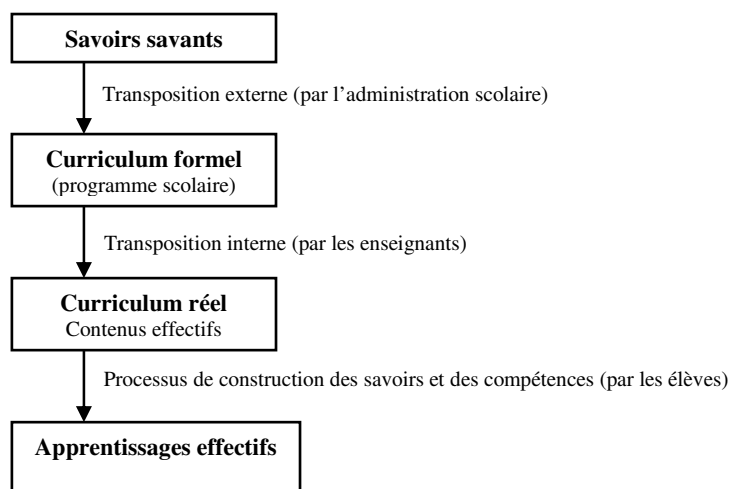 Savoirs savants
Transposition externe (par l’administration scolaire)
Curriculum formel
(programme scolaire)
Transposition interne (par les enseignants)
Curriculum réel
Contenus effectifs
Processus de construction des savoirs et des compétences (par les élèves)
Apprentissages effectifs